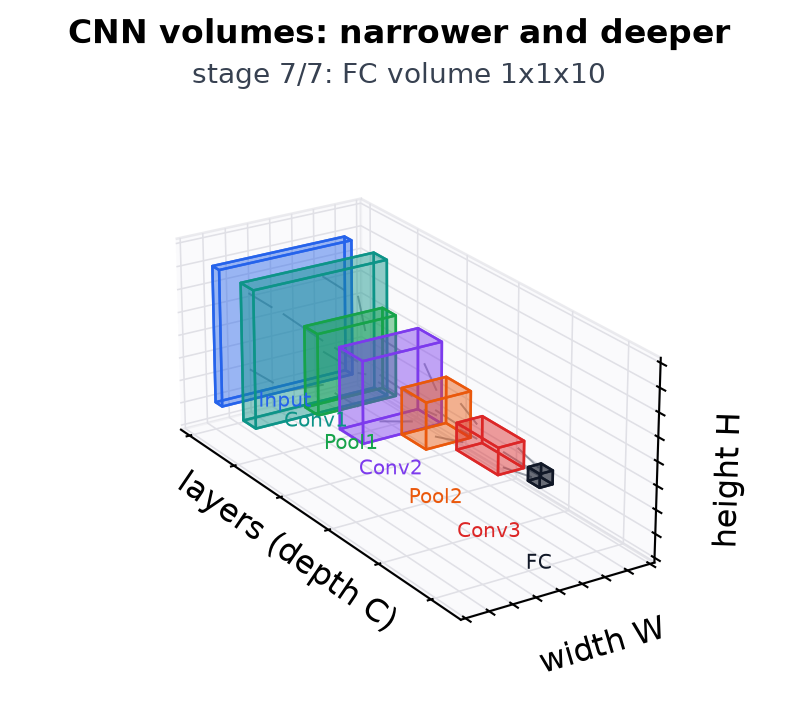 CNN volumes: narrower and deeper
stage 7/7: FC volume 1x1x10
Input
Conv1
Pool1
Conv2
Pool2
Conv3
FC
layers (depth C)
width W
height H